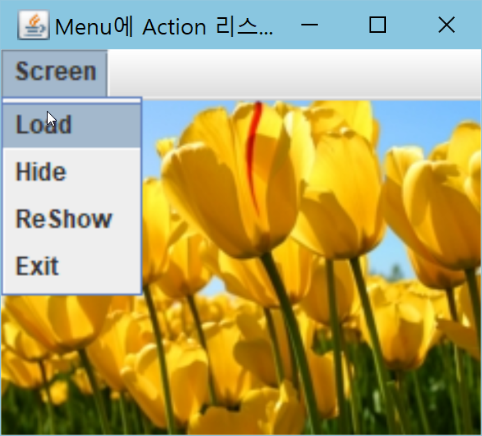 Menu에 Action 리스...
Screen
Load
Hide
ReShow
Exit